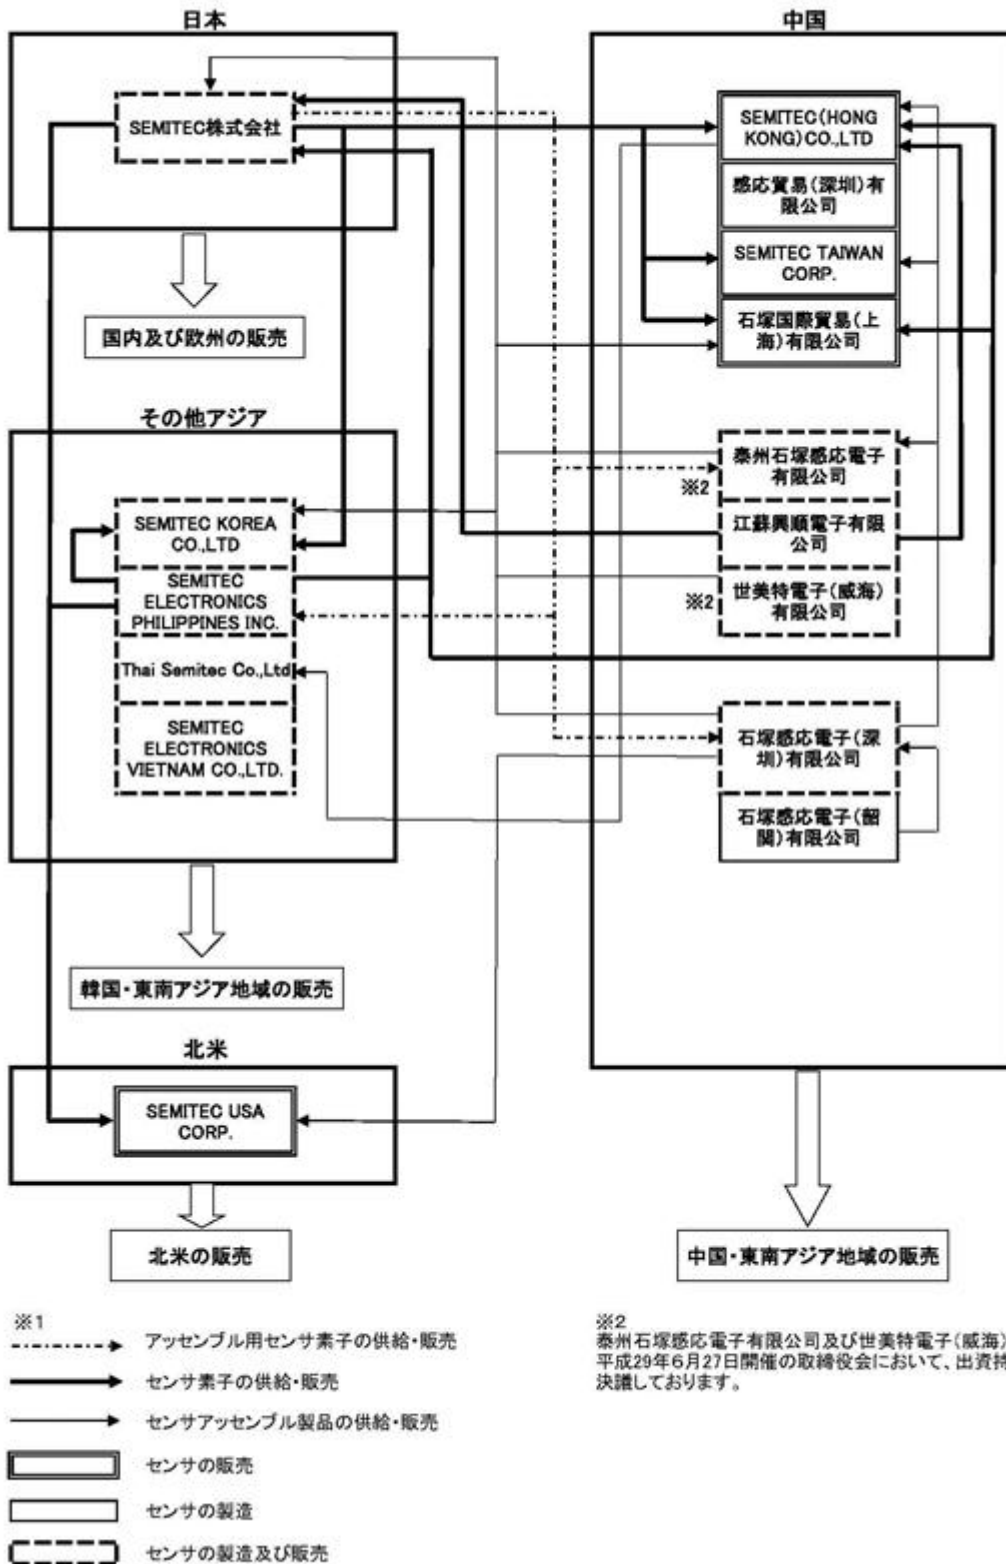 日本
SEMITEC株式会社
国内及び欧州の販売
その他アジア
SEMITEC KOREA
CO.,LTD
SEMITEC
ELECTRONICS
PHILIPPINES INC.
Thai Semitec Co.,Ltd
SEMITEC
ELECTRONICS
VIETNAM CO.,LTD.
韓国・東南アジア地域の販売
北米
SEMITEC USA
CORP.
北米の販売
中国
SEMITEC(HONG
KONG)CO.,LTD
感応貿易(深圳)有
限公司
SEMITEC TAIWAN
CORP.
石塚国際貿易(上
海)有限公司
泰州石塚感応電子
有限公司
※2
江蘇興順電子有限
公司
世美特電子(威海)
有限公司
※2
石塚感応電子(深
圳)有限公司
石塚感応電子(韶
関)有限公司
中国・東南アジア地域の販売
※1
アッセンブル用センサ素子の供給・販売
センサ素子の供給・販売
センサアッセンブル製品の供給・販売
センサの販売
センサの製造
センサの製造及び販売
※2
泰州石塚感応電子有限公司及び世美特電子(威海)
平成29年6月27日開催の取締役会において、出資持
決議しております。